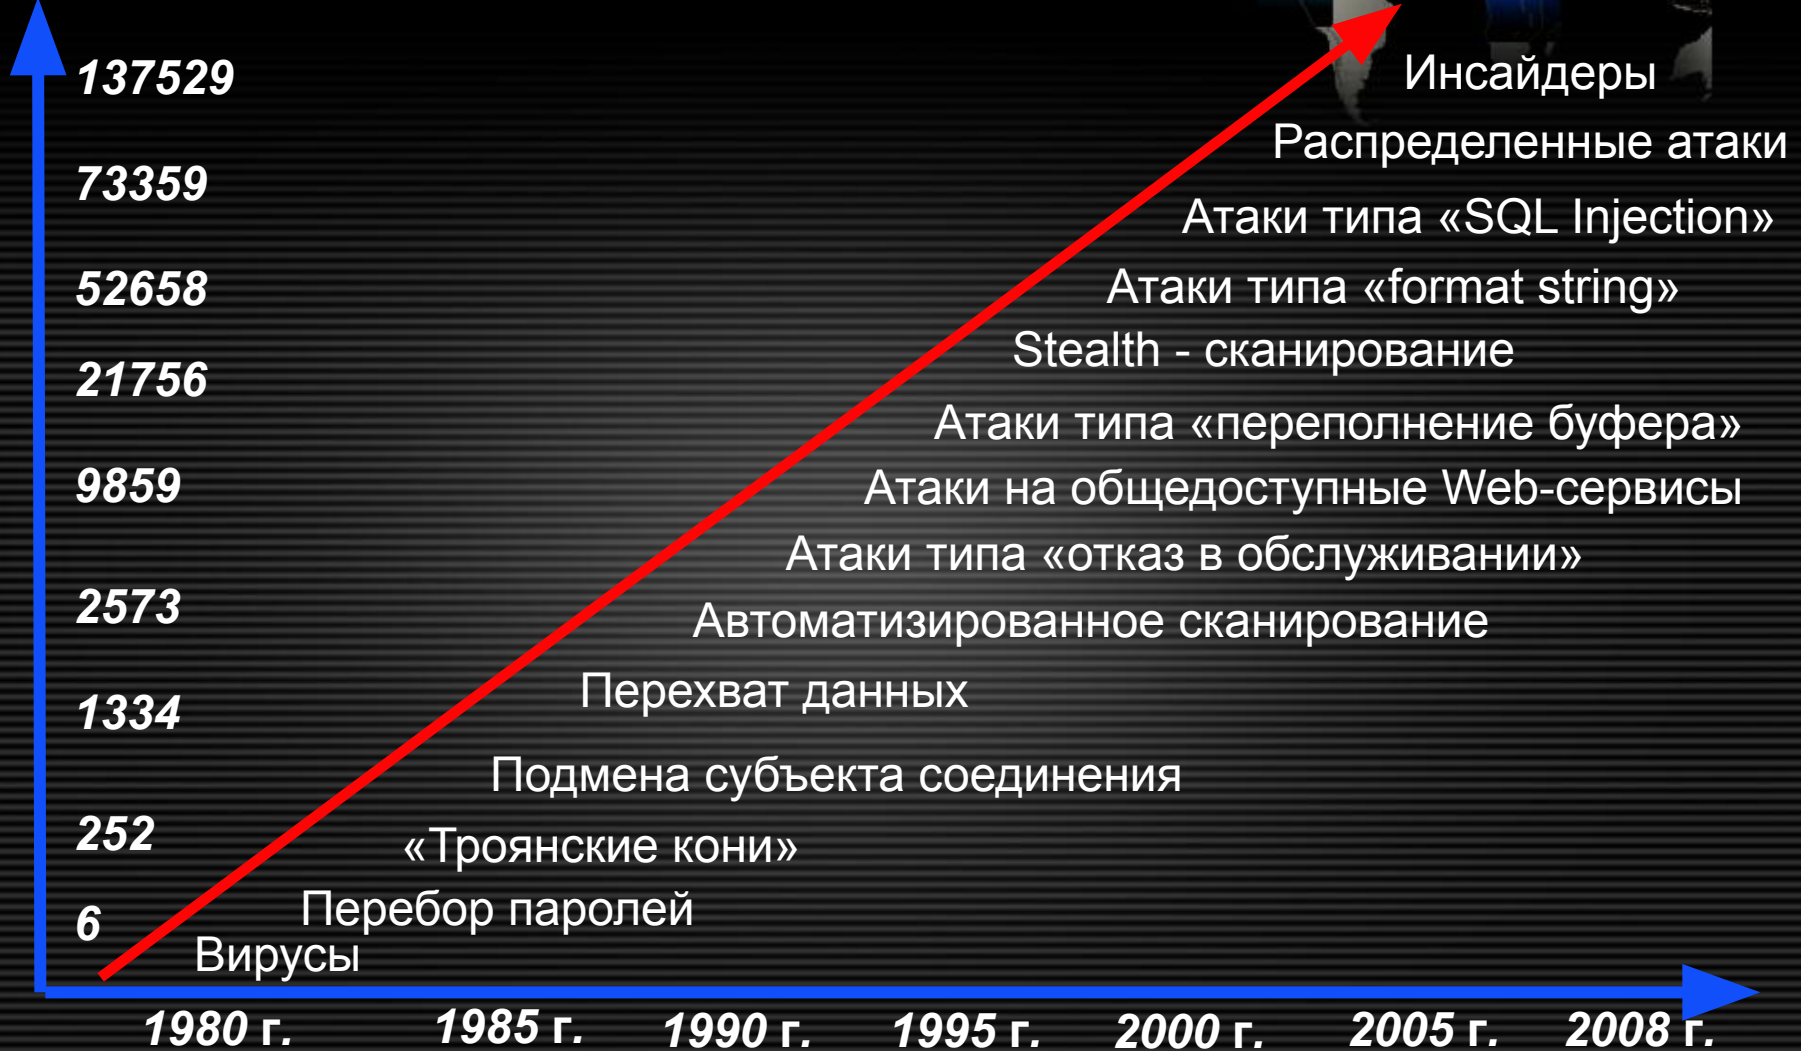 137529
Инсайдеры
Распределенные атаки
73359
Атаки типа «SQL Injection»
52658
Атаки типа «format string»
Stealth - сканирование
21756
Атаки типа «переполнение буфера»
9859
Атаки на общедоступные Web-сервисы
Атаки типа «отказ в обслуживании»
2573
Автоматизированное сканирование
Перехват данных
1334
Подмена субъекта соединения
252
«Троянские кони»
6
Перебор паролей
Вирусы
1980 г. 1985 г. 1990 г. 1995 г. 2000 г. 2005 г. 2008 г.